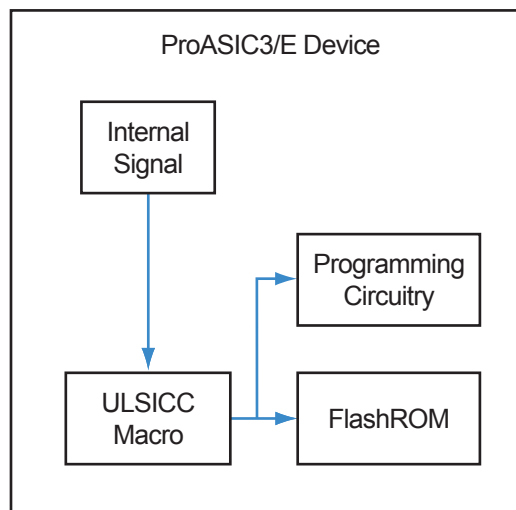 ProASIC3/E Device
Internal
Signal
Programming
Circuitry
ULSICC
Macro
FlashROM